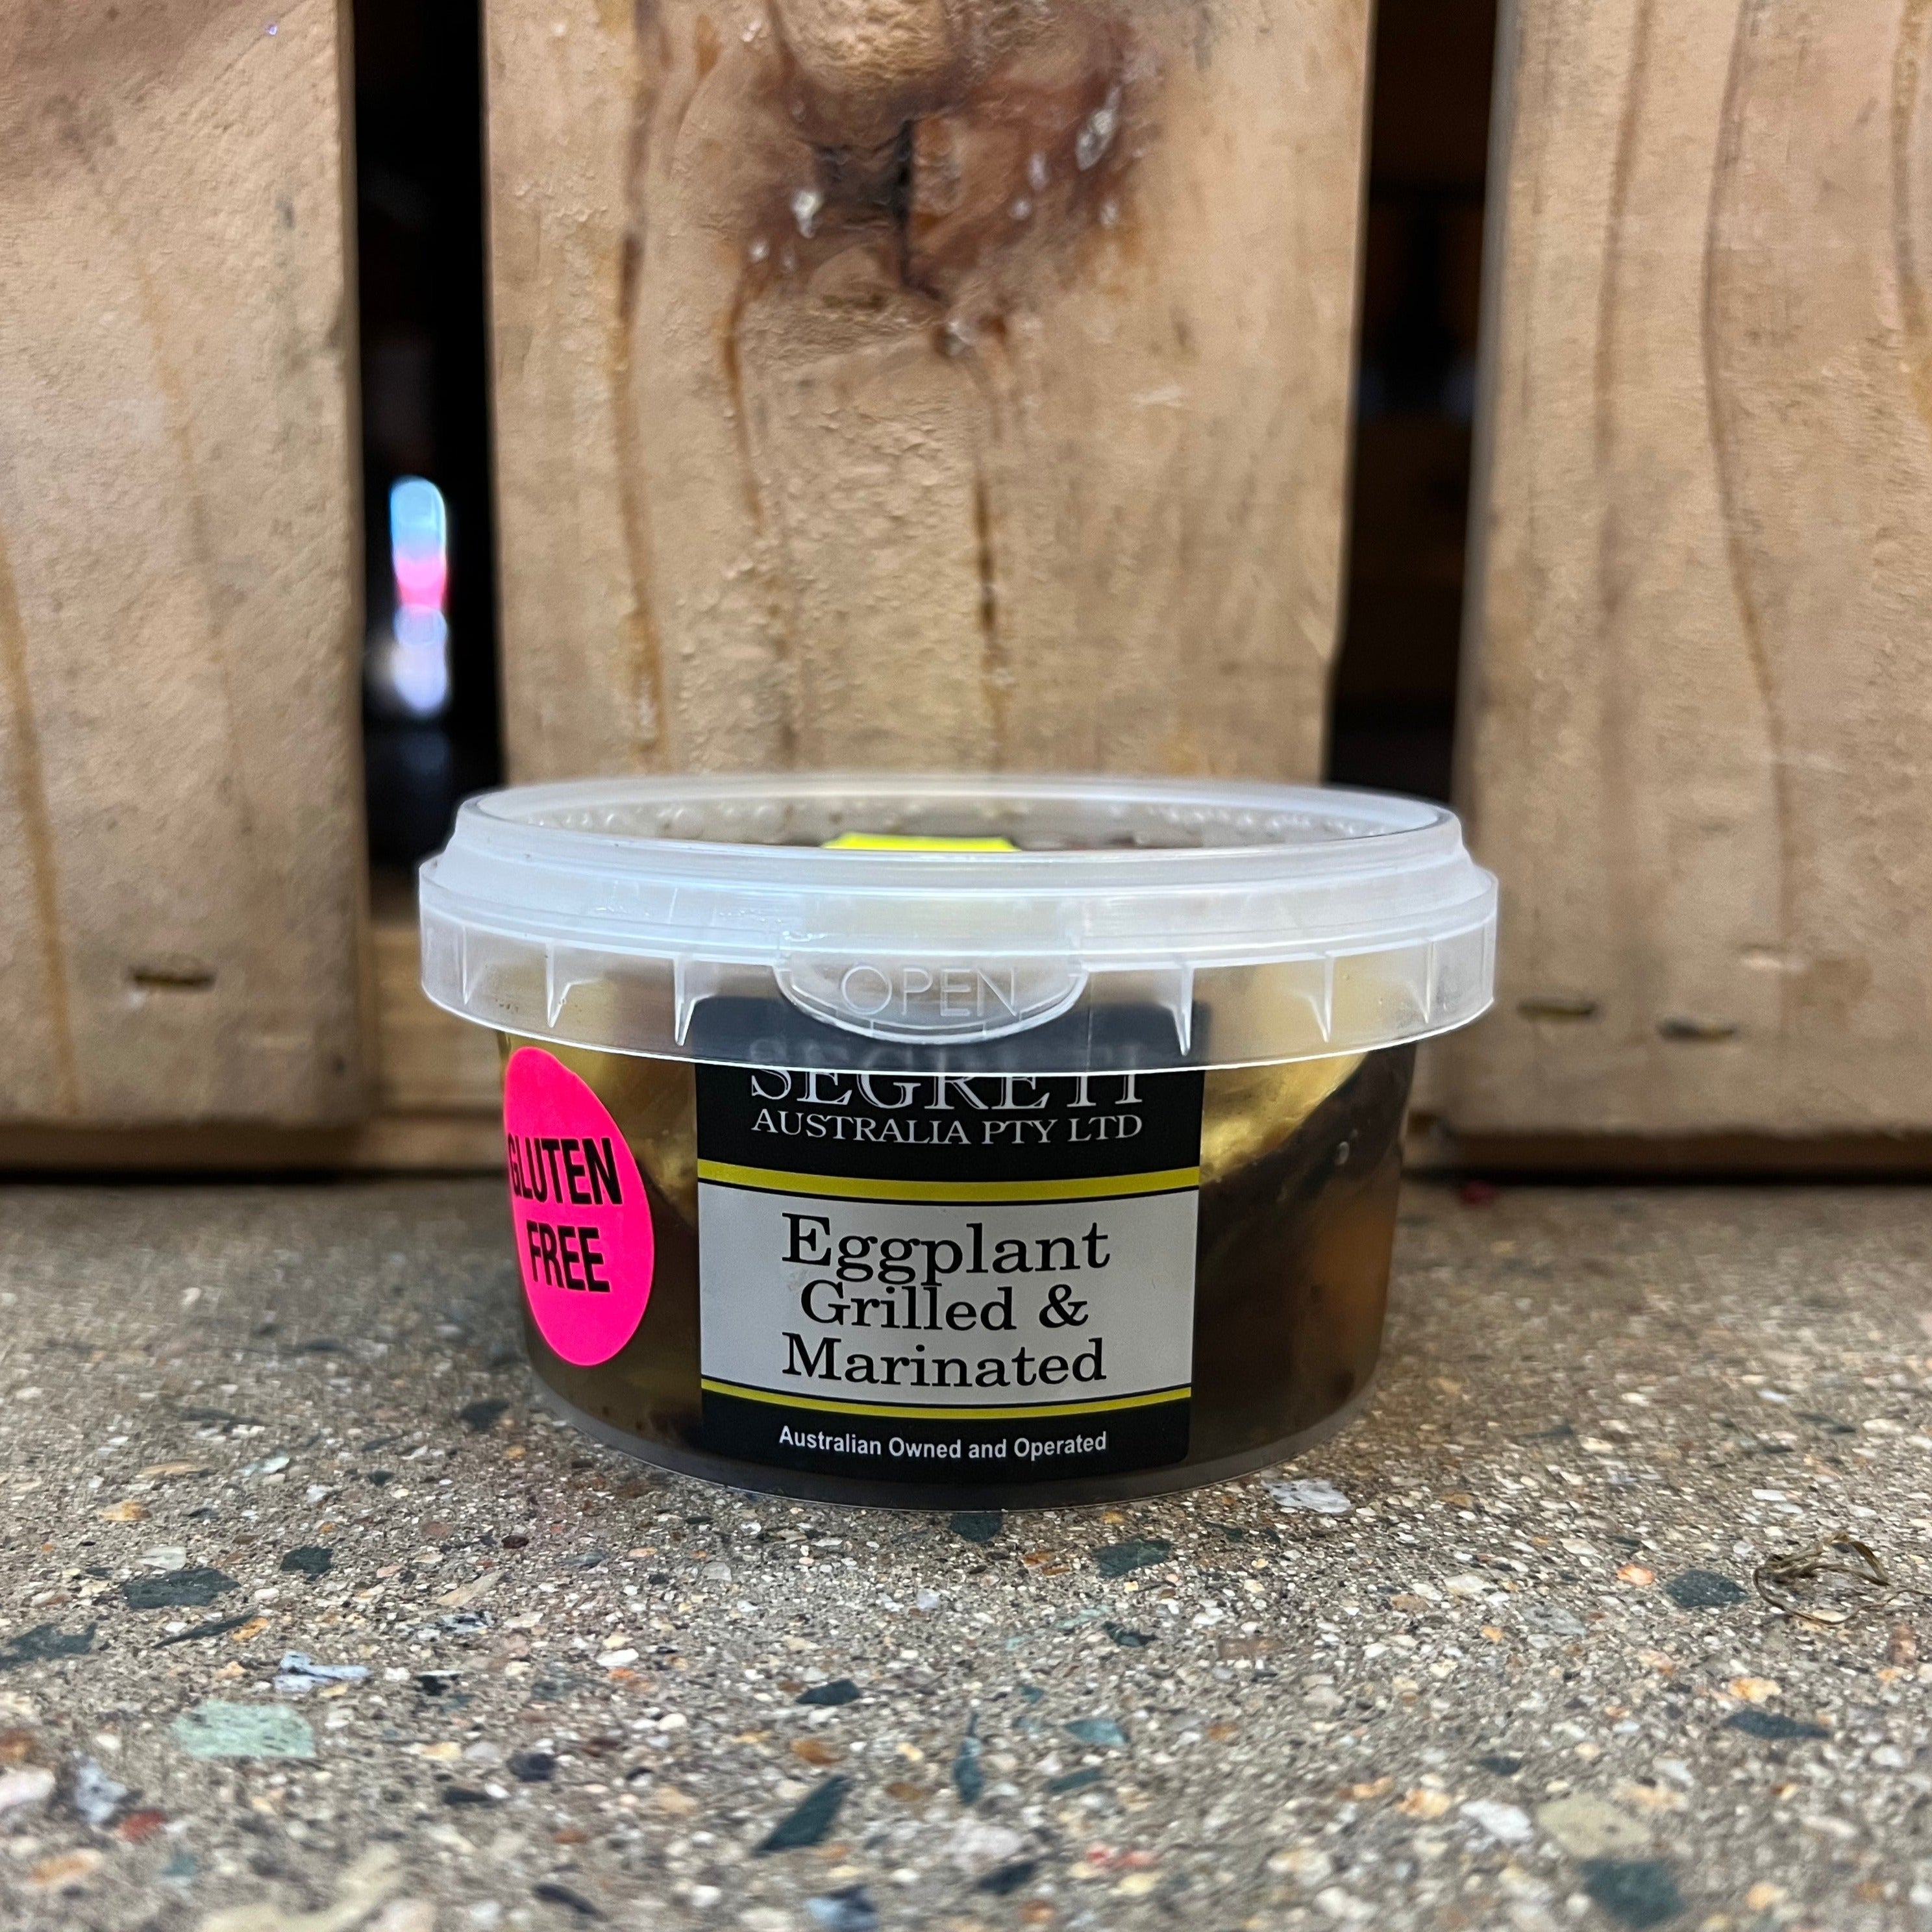 OPEN
SEGRETI
AUSTRALIA PTY LTD
GLUTEN
FREE
Eggplant
Grilled &
Marinated
Australian Owned and Operated